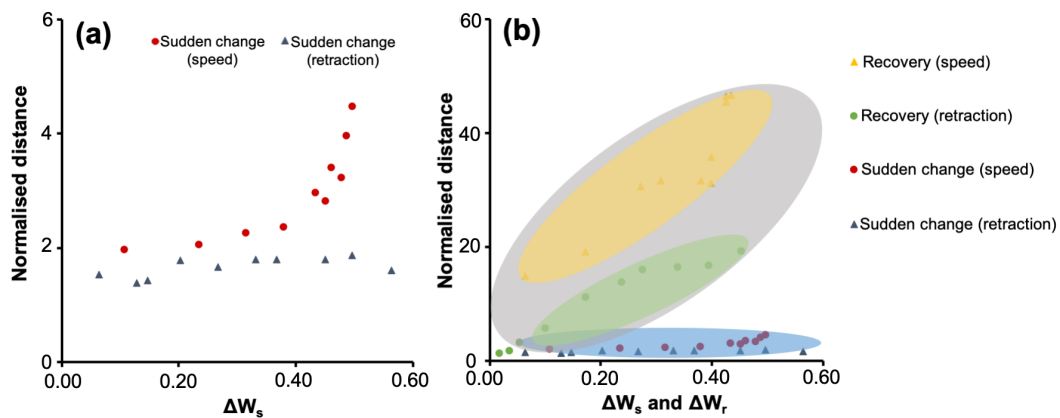 (a)
Sudden change
(speed)
Sudden change
(retraction)
Normalised distance
6
4
2
0
0.00
0.20
0.40
0.60
ΔWs
(b)
Normalised distance
60
40
20
0
0.00
0.20
0.40
0.60
ΔWs and ΔWr
Recovery (speed)
Recovery (retraction)
Sudden change (speed)
Sudden change (retraction)